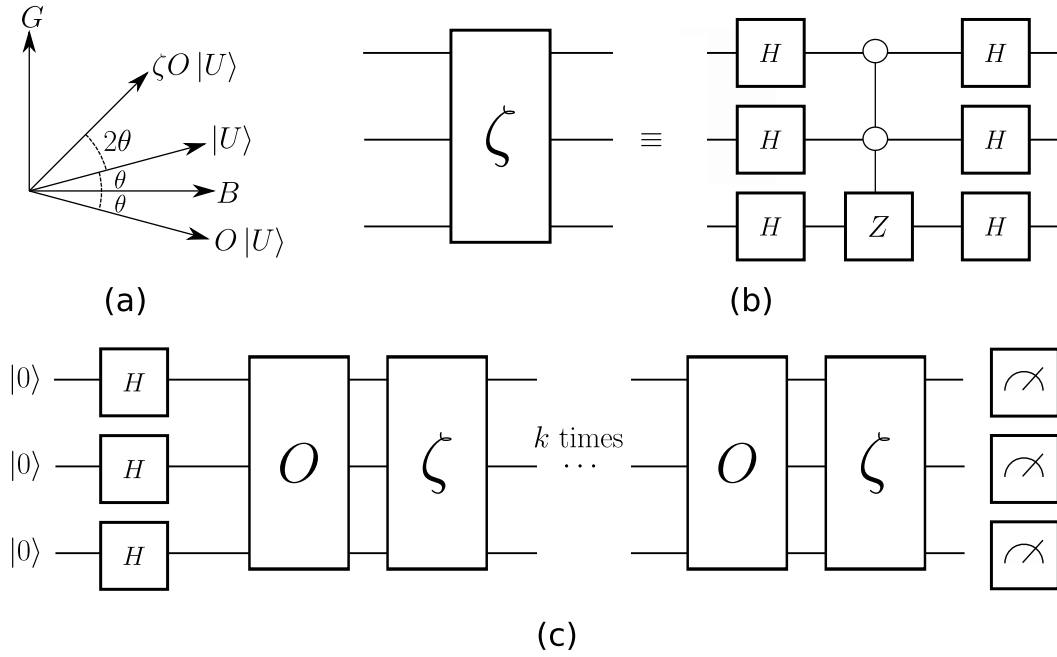 G
ζO |U⟩
2θ
|U⟩
θ
B
θ
O |U⟩
(a)
ζ
≡
H H
H H
H Z H
(b)
|0⟩ H
|0⟩ H O ζ k times ... O ζ
|0⟩ H
(c)